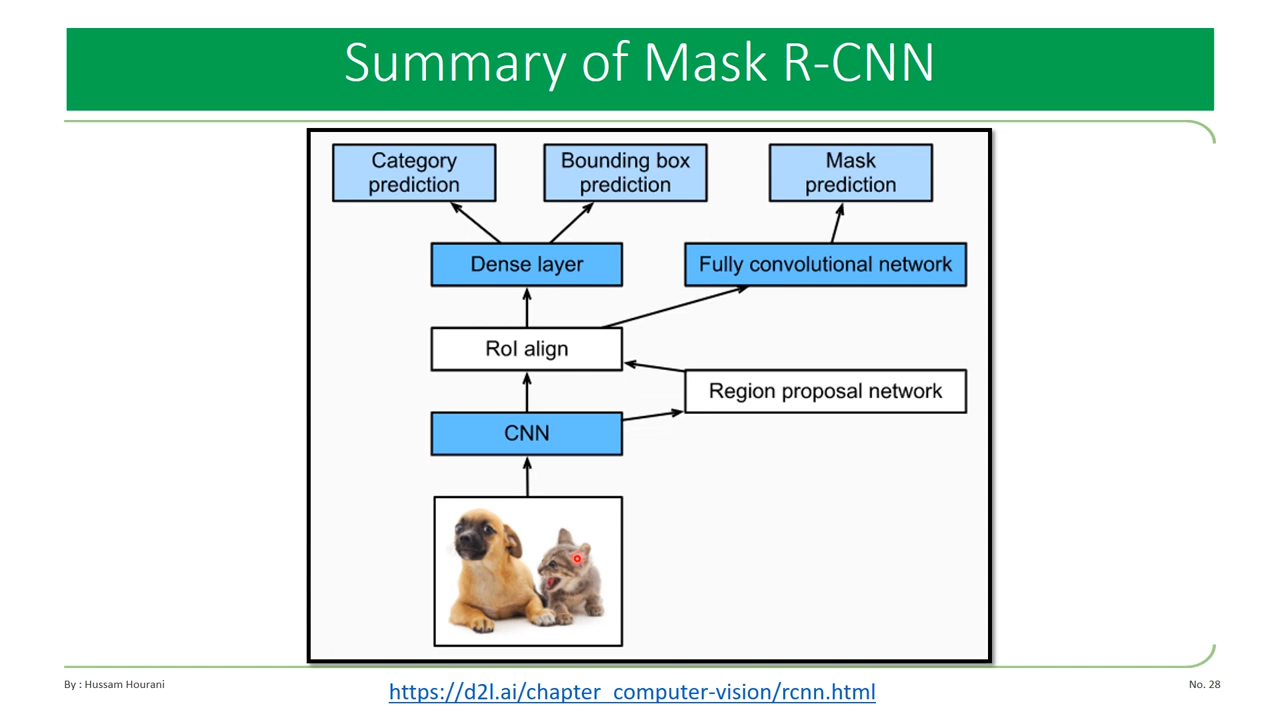 Summary of Mask R-CNN
Category
prediction
Bounding box
prediction
Mask
prediction
Dense layer
Fully convolutional network
RoI align
Region proposal network
CNN
By : Hussam Hourani
https://d2l.ai/chapter_computer-vision/rcnn.html
No. 28